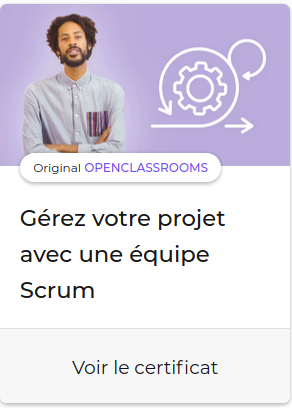 Original OPENCLASSROOMS
Gérez votre projet
avec une équipe
Scrum
Voir le certificat